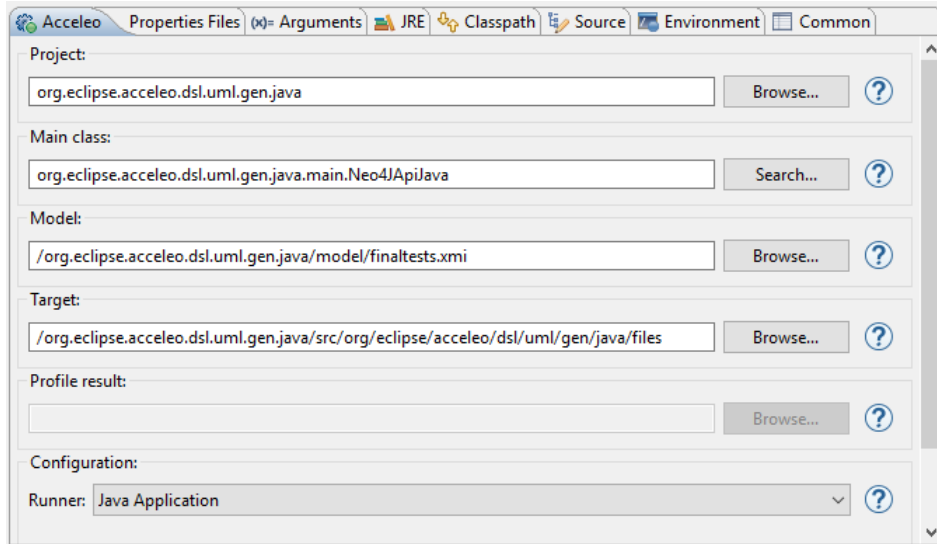 Acceleo Properties Files (x)= Arguments JRE Classpath Source Environment Common
Project:
org.eclipse.acceleo.dsl.uml.gen.java Browse... ?
Main class:
org.eclipse.acceleo.dsl.uml.gen.java.main.Neo4JApiJava Search... ?
Model:
/org.eclipse.acceleo.dsl.uml.gen.java/model/finaltests.xmi Browse... ?
Target:
/org.eclipse.acceleo.dsl.uml.gen.java/src/org/eclipse/acceleo/dsl/uml/gen/java/files Browse... ?
Profile result:
Browse... ?
Configuration:
Runner: Java Application ?